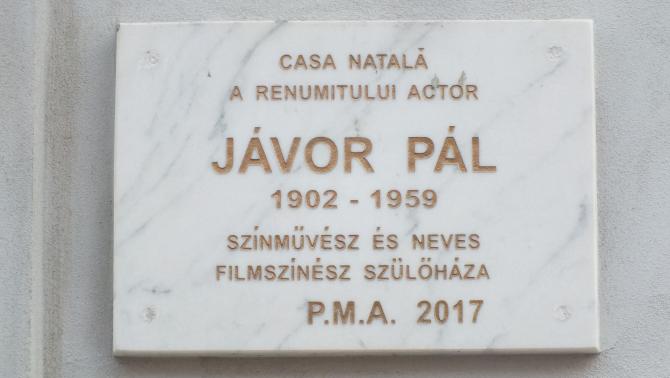 CASA NATALĂ
A RENUMITULUI ACTOR
JÁVOR PÁL
1902 - 1959
SZÍNMŰVÉSZ ÉS NEVES
FILMSZÍNÉSZ SZÜLŐHÁZA
P.M.A. 2017